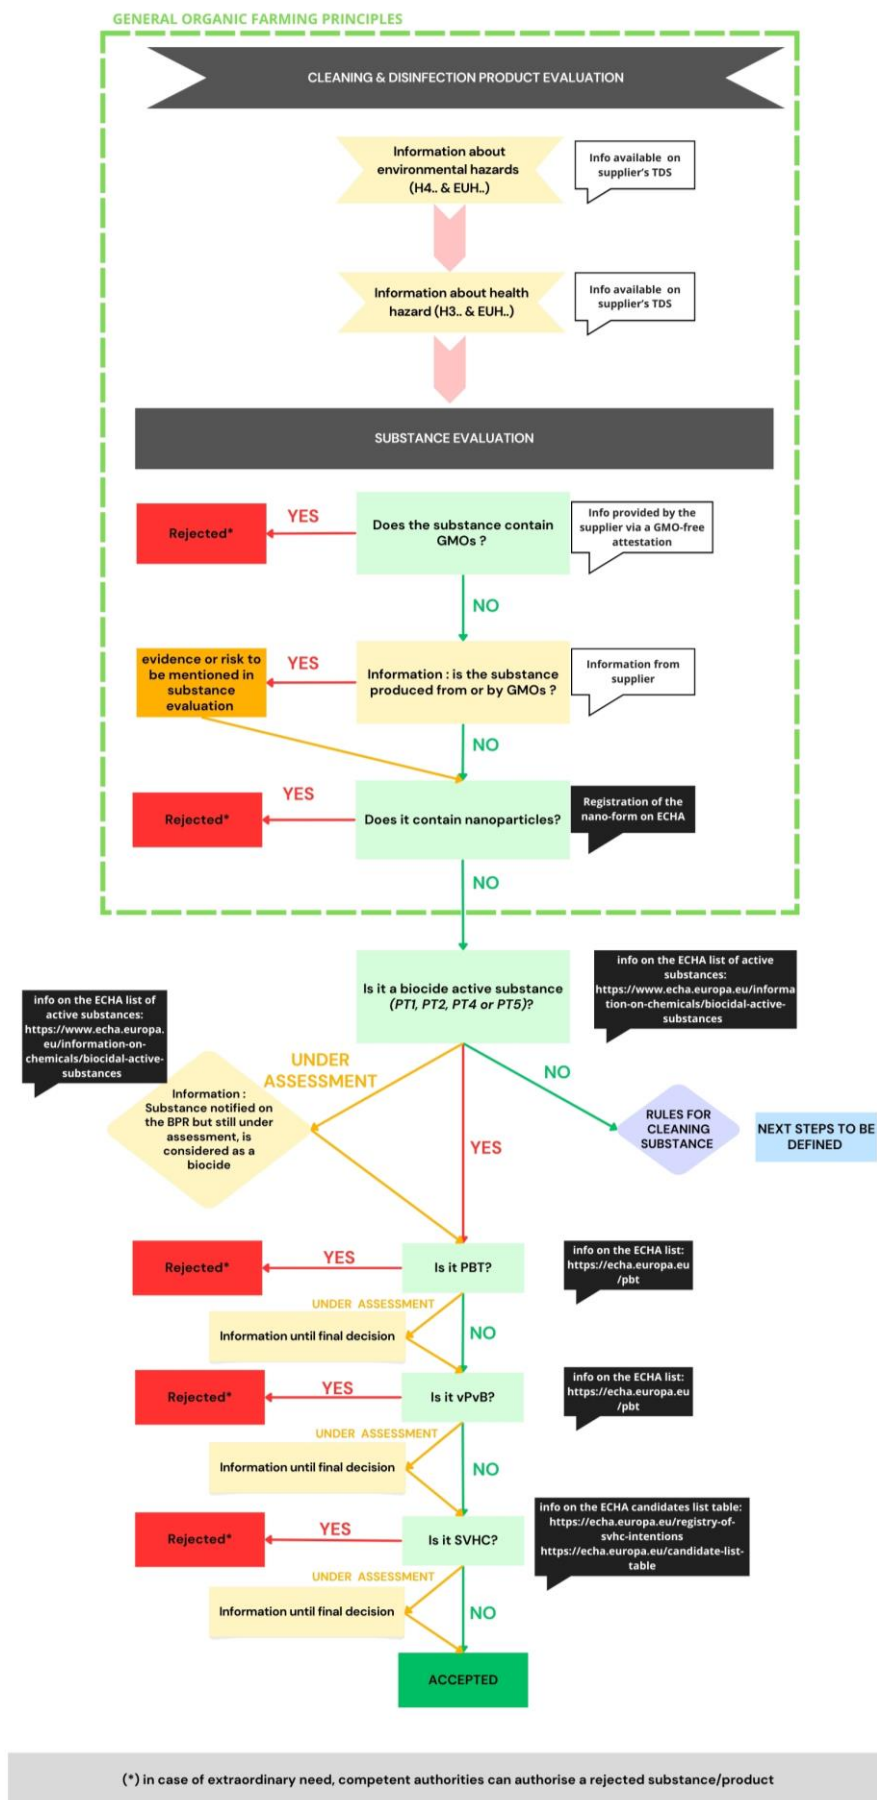 GENERAL ORGANIC FARMING PRINCIPLES
CLEANING & DISINFECTION PRODUCT EVALUATION
Information about
environmental hazards
(H4.. & EUH..)
Info available on
supplier's TDS
Information about health
hazard (H3.. & EUH..)
Info available on
supplier's TDS
SUBSTANCE EVALUATION
Rejected*
YES
Does the substance contain
GMOs ?
Info provided by the
supplier via a GMO-free
attestation
NO
evidence or risk to
be mentioned in
substance
evaluation
YES
Information : is the substance
produced from or by GMOs ?
Information from
supplier
NO
Rejected*
YES
Does it contain nanoparticles?
Registration of the
nano-form on ECHA
NO
Is it a biocide active substance
(PT1, PT2, PT4 or PT5)?
info on the ECHA list of active
substances:
https://www.echa.europa.eu/informa
tion-on-chemicals/biocidal-active-
substances
info on the ECHA list of
active substances:
https://www.echa.europa.
eu/information-on-
chemicals/biocidal-active-
substances
UNDER
ASSESSMENT
NO
Information :
Substance notified on
the BPR but still under
assessment, is
considered as a
biocide
YES
RULES FOR
CLEANING
SUBSTANCE
NEXT STEPS TO BE
DEFINED
Rejected*
YES
Is it PBT?
info on the ECHA list:
https://echa.europa.eu
/pbt
UNDER ASSESSMENT
Information until final decision
NO
Rejected*
YES
Is it vPvB?
info on the ECHA list:
https://echa.europa.eu
/pbt
UNDER ASSESSMENT
Information until final decision
NO
Rejected*
YES
Is it SVHC?
info on the ECHA candidates list table:
https://echa.europa.eu/registry-of-
svhc-intentions
https://echa.europa.eu/candidate-list-
table
UNDER ASSESSMENT
Information until final decision
NO
ACCEPTED
(*) in case of extraordinary need, competent authorities can authorise a rejected substance/product